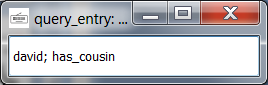 query_entry: ...
david; has_cousin